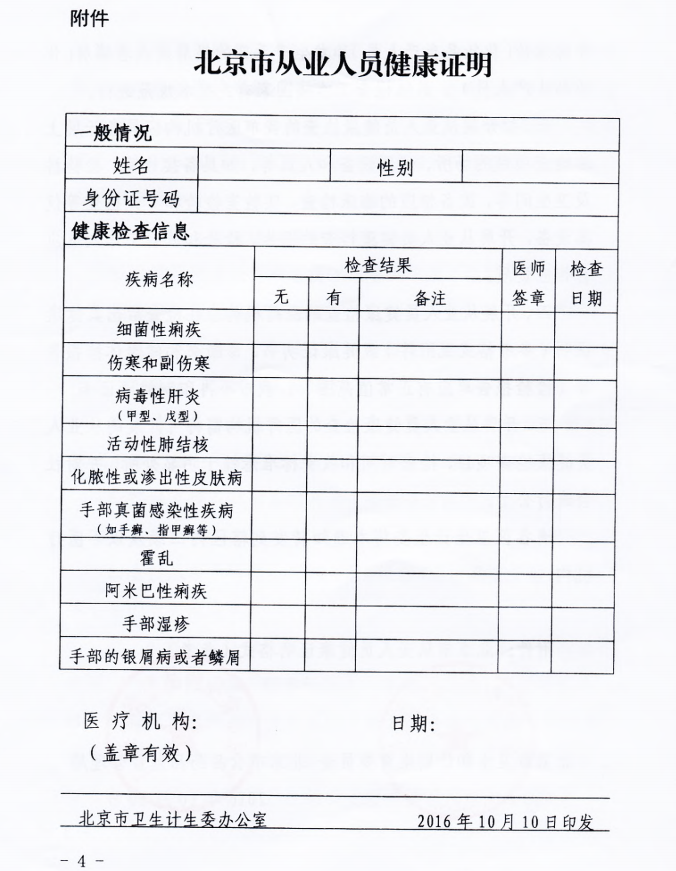 附件
北京市从业人员健康证明
一般情况
姓名 性别
身份证号码
健康检查信息
疾病名称 检查结果 医师签章 检查日期
无 有 备注
细菌性痢疾
伤寒和副伤寒
病毒性肝炎
（甲型、戊型）
活动性肺结核
化脓性或渗出性皮肤病
手部真菌感染性疾病
（如手癣、指甲癣等）
霍乱
阿米巴性痢疾
手部湿疹
手部的银屑病或者鳞屑
医疗机构： 日期：
（盖章有效）
北京市卫生计生委办公室 2016年10月10日印发
- 4 -